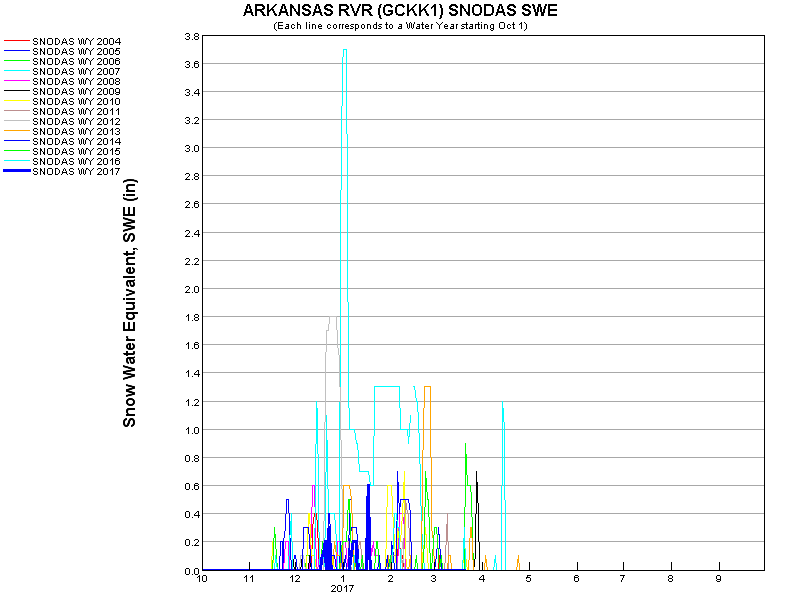 ARKANSAS RVR (GCKK1) SNODAS SWE
(Each line corresponds to a Water Year starting Oct 1)
SNODAS WY 2004
SNODAS WY 2005
SNODAS WY 2006
SNODAS WY 2007
SNODAS WY 2008
SNODAS WY 2009
SNODAS WY 2010
SNODAS WY 2011
SNODAS WY 2012
SNODAS WY 2013
SNODAS WY 2014
SNODAS WY 2015
SNODAS WY 2016
SNODAS WY 2017
Snow Water Equivalent, SWE (in)
3.8
3.6
3.4
3.2
3.0
2.8
2.6
2.4
2.2
2.0
1.8
1.6
1.4
1.2
1.0
0.8
0.6
0.4
0.2
0.0
10 11 12 1 2 3 4 5 6 7 8 9
2017